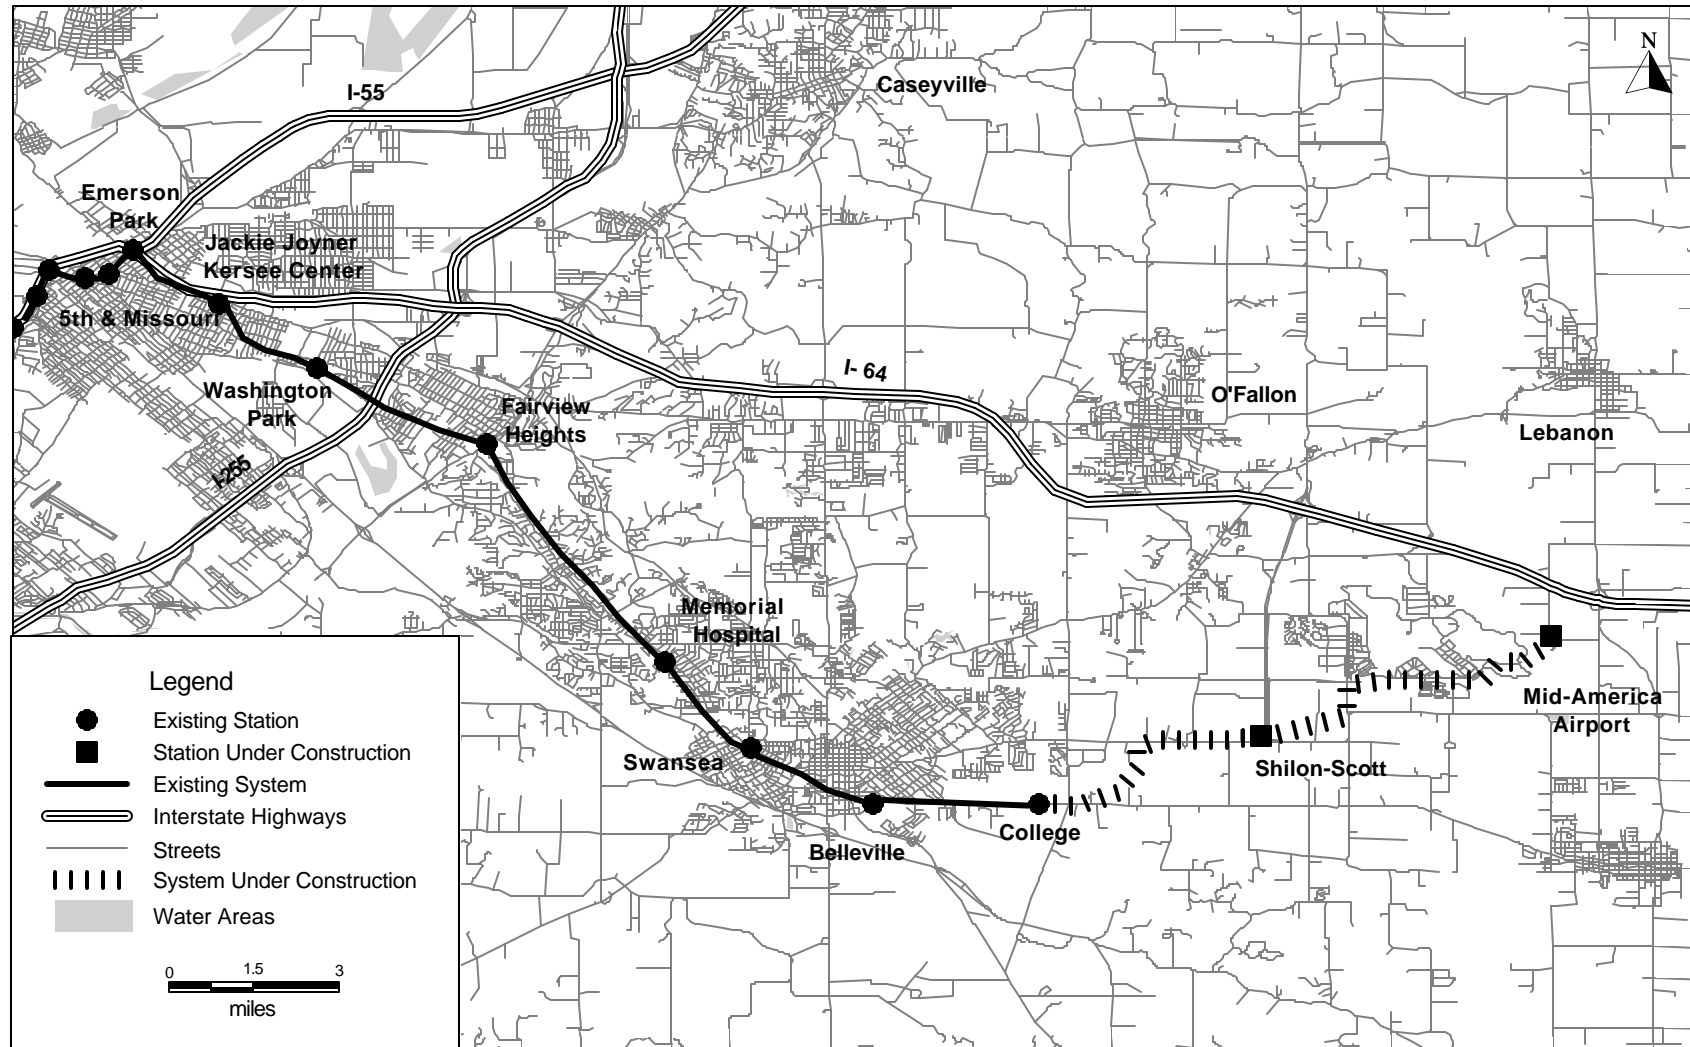 N
Caseyville
I-55
Emerson
Park
Jackie Joyner
Kersee Center
5th & Missouri
Washington
Park
I-64
Fairview
Heights
O'Fallon
Lebanon
I-255
Memorial
Hospital
Mid-America
Airport
Swansea
Shilon-Scott
College
Belleville
Legend
Existing Station
Station Under Construction
Existing System
Interstate Highways
Streets
System Under Construction
Water Areas
0 1.5 3
miles